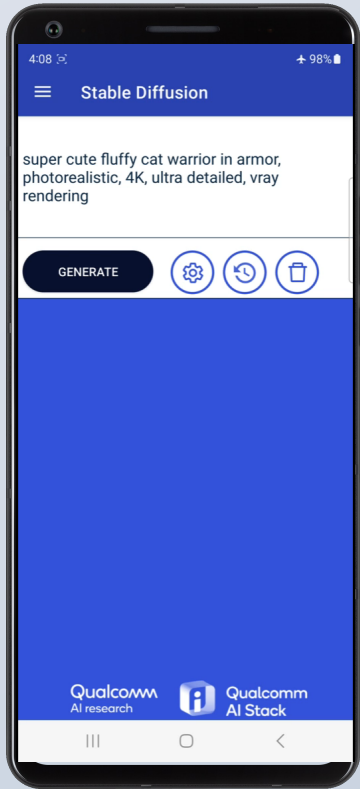 4:08 98%
Stable Diffusion
super cute fluffy cat warrior in armor,
photorealistic, 4K, ultra detailed, vray
rendering
GENERATE
Qualcomm
AI research
Qualcomm
AI Stack